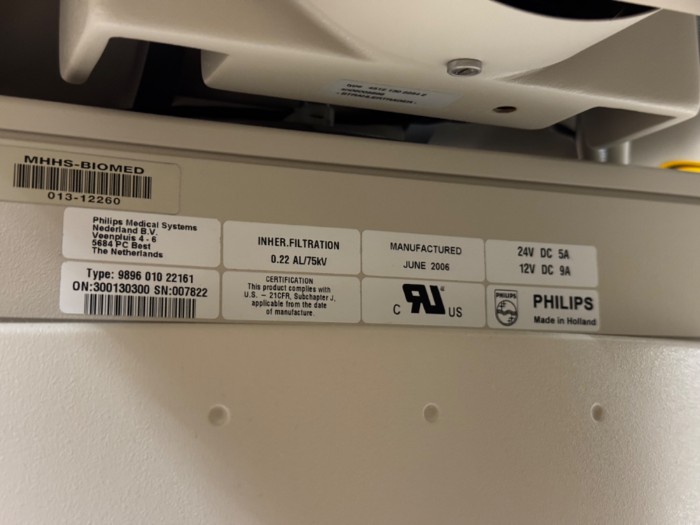 MHHS-BIOMED
013-12260
Philips Medical Systems
Nederland B.V.
Veenpluis 4 - 6
5684 PC Best
The Netherlands
Type: 9896 010 22161
ON:300130300 SN:007822
INHER.FILTRATION
0.22 AL/75kV
CERTIFICATION
This product complies with
U.S. - 21CFR, Subchapter J,
applicable from the date
of manufacture.
MANUFACTURED
JUNE 2006
C US
24V DC 5A
12V DC 9A
PHILIPS
PHILIPS
Made in Holland